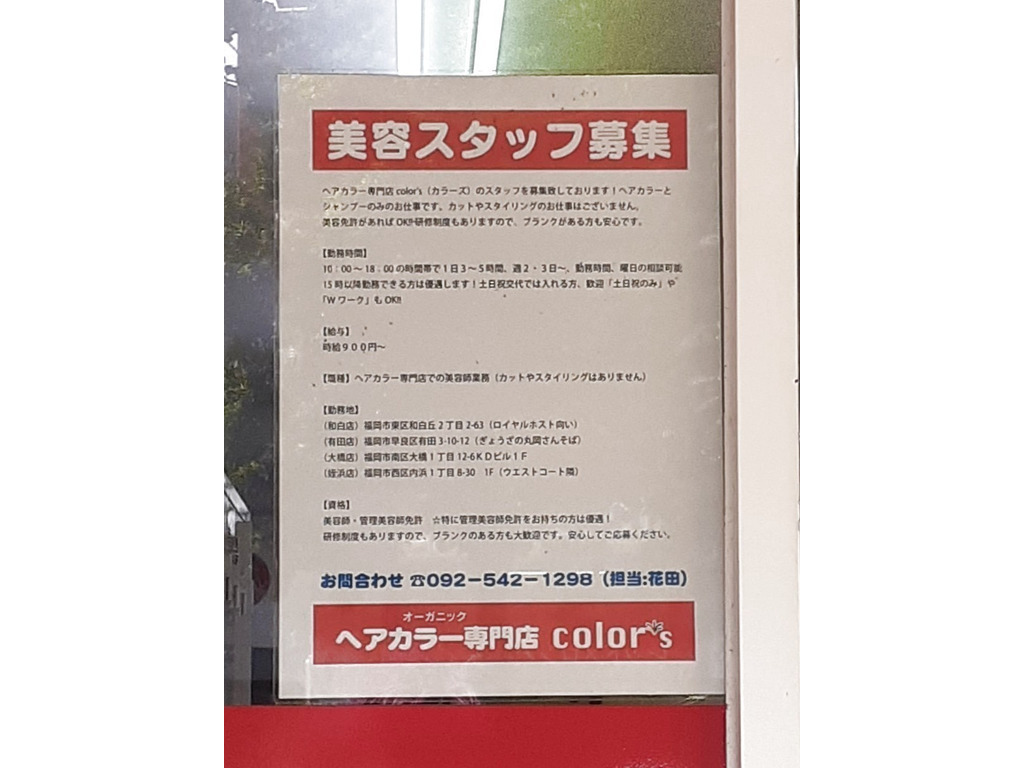 美容スタッフ募集
ヘアカラー専門店 color's（カラーズ）のスタッフを募集致しております！ヘアカラーと
シャンプーのみのお仕事です。カットやスタイリングのお仕事はございません。
美容免許があれば OK!!研修制度もありますので、ブランクがある方も安心です。
【勤務時間】
10：00～18：00 の時間帯で１日３～５時間、週２・３日～、勤務時間、曜日の相談可能
15 時以降勤務できる方は優遇します！土日祝交代では入れる方、歓迎「土日祝のみ」や
「W ワーク」も OK!!
【給与】
時給９００円～
【職種】ヘアカラー専門店での美容師業務（カットやスタイリングはありません）
【勤務地】
（和白店）福岡市東区和白丘２丁目 2-63（ロイヤルホスト向い）
（有田店）福岡市早良区有田 3-10-12（ぎょうざの丸岡さんそば）
（大橋店）福岡市南区大橋１丁目 12-6ＫＤビル１Ｆ
（姪浜店）福岡市西区内浜１丁目 8-30　1F（ウエストコート隣）
【資格】
美容師・管理美容師免許　☆特に管理美容師免許をお持ちの方は優遇！
研修制度もありますので、ブランクのある方も大歓迎です。安心してご応募ください。
お問合わせ ☎092－542－1298（担当:花田）
オーガニック
ヘアカラー専門店 color's